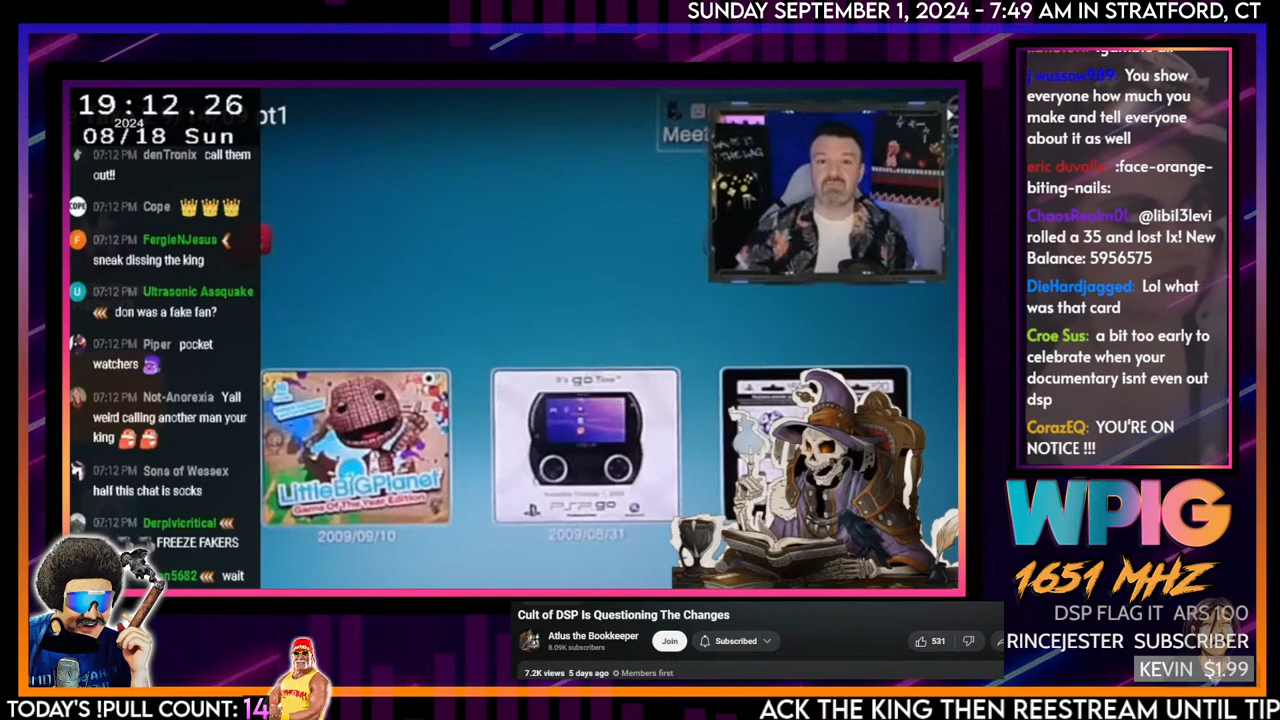 SUNDAY SEPTEMBER 1, 2024 - 7:49 AM IN STRATFORD, CT
19:12.26
2024
08/18 Sun
pt1
Meet
07:12 PM denTronix call them
out!!
COPE 07:12 PM Cope 👑👑👑
F 07:12 PM FergieNJesus
sneak dissing the king
U 07:12 PM Ultrasonic Assquake
don was a fake fan?
07:12 PM Piper pocket
watchers
07:12 PM Not-Anorexia Yall
weird calling another man your
king
07:12 PM Sons of Wessex
half this chat is socks
07:12 PM Derplvlcritical
FREEZE FAKERS
n5682 wait
LittleBIGPlanet
Game Of The Year Edition
2009/09/10
It's go Time™
PSP go
2009/08/31
j wussow989: You show
everyone how much you
make and tell everyone
about it as well
eric duvalle: :face-orange-
biting-nails:
ChaosRealm01: @libil3levi
rolled a 35 and lost 1x! New
Balance: 5956575
DieHardjagged: Lol what
was that card
Croe Sus: a bit too early to
celebrate when your
documentary isnt even out
dsp
CorazEQ: YOU'RE ON
NOTICE !!!
WPIG
1651 MHZ
DSP FLAG IT ARS 100
RINCEJESTER SUBSCRIBER
KEVIN $1.99
Cult of DSP Is Questioning The Changes
Atlus the Bookkeeper
8.09K subscribers
Join
Subscribed
531
7.2K views 5 days ago Members first
TODAY'S !PULL COUNT: 14
ACK THE KING THEN REESTREAM UNTIL TIP